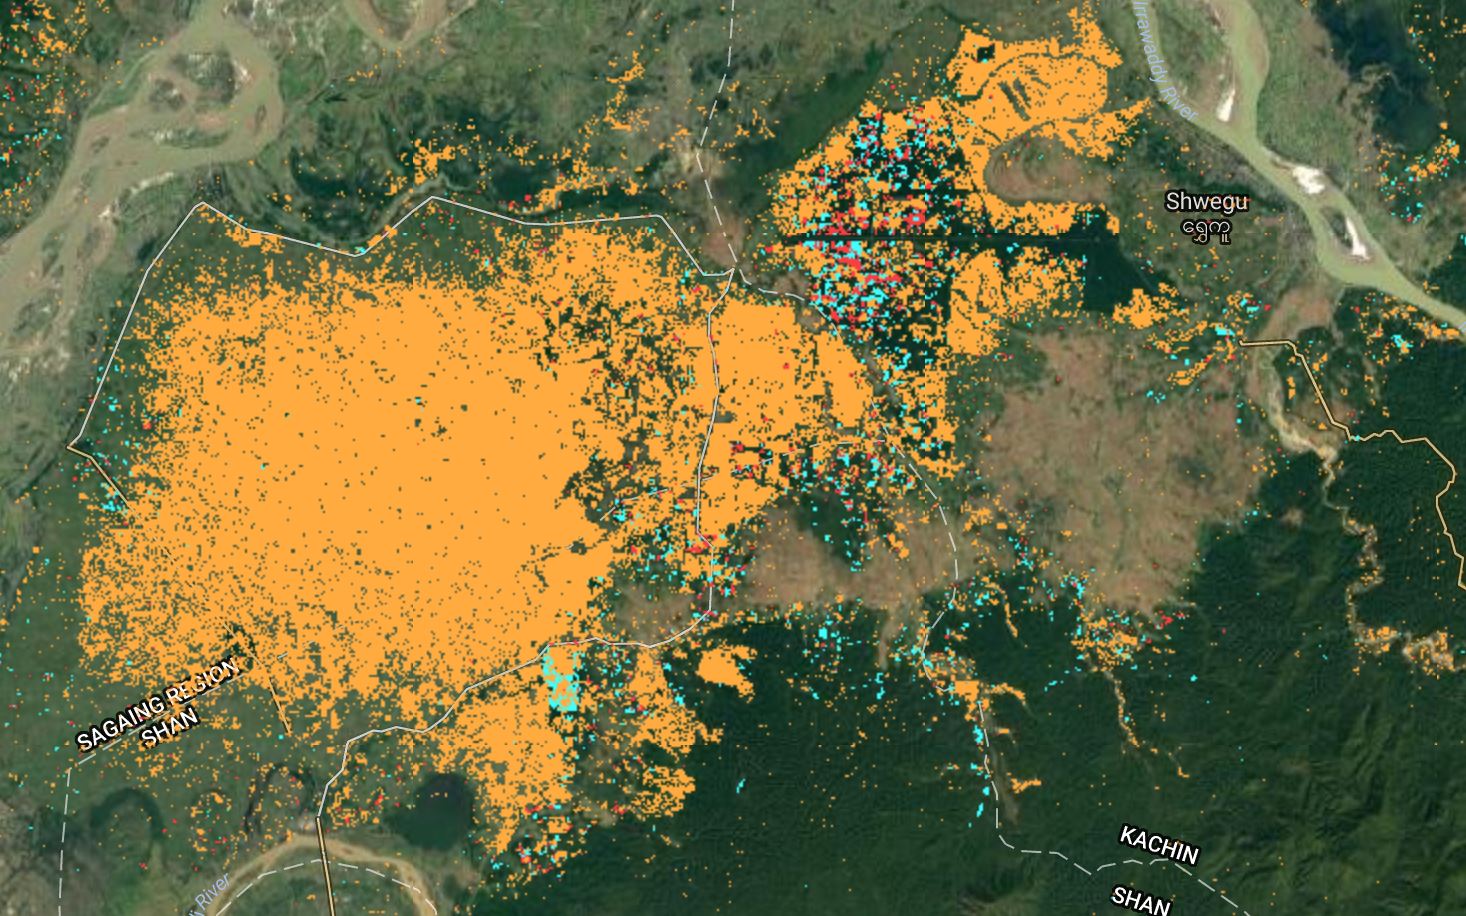 Irrawaddy River
Shwegu
ရွှေကူ
SAGAING REGION
SHAN
River
KACHIN
SHAN